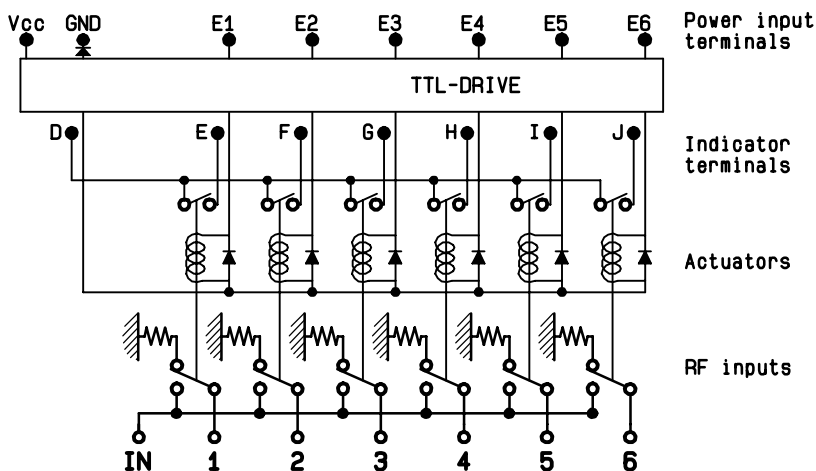 Vcc GND E1 E2 E3 E4 E5 E6 Power input
terminals
TTL-DRIVE
D E F G H I J Indicator
terminals
Actuators
RF inputs
IN 1 2 3 4 5 6